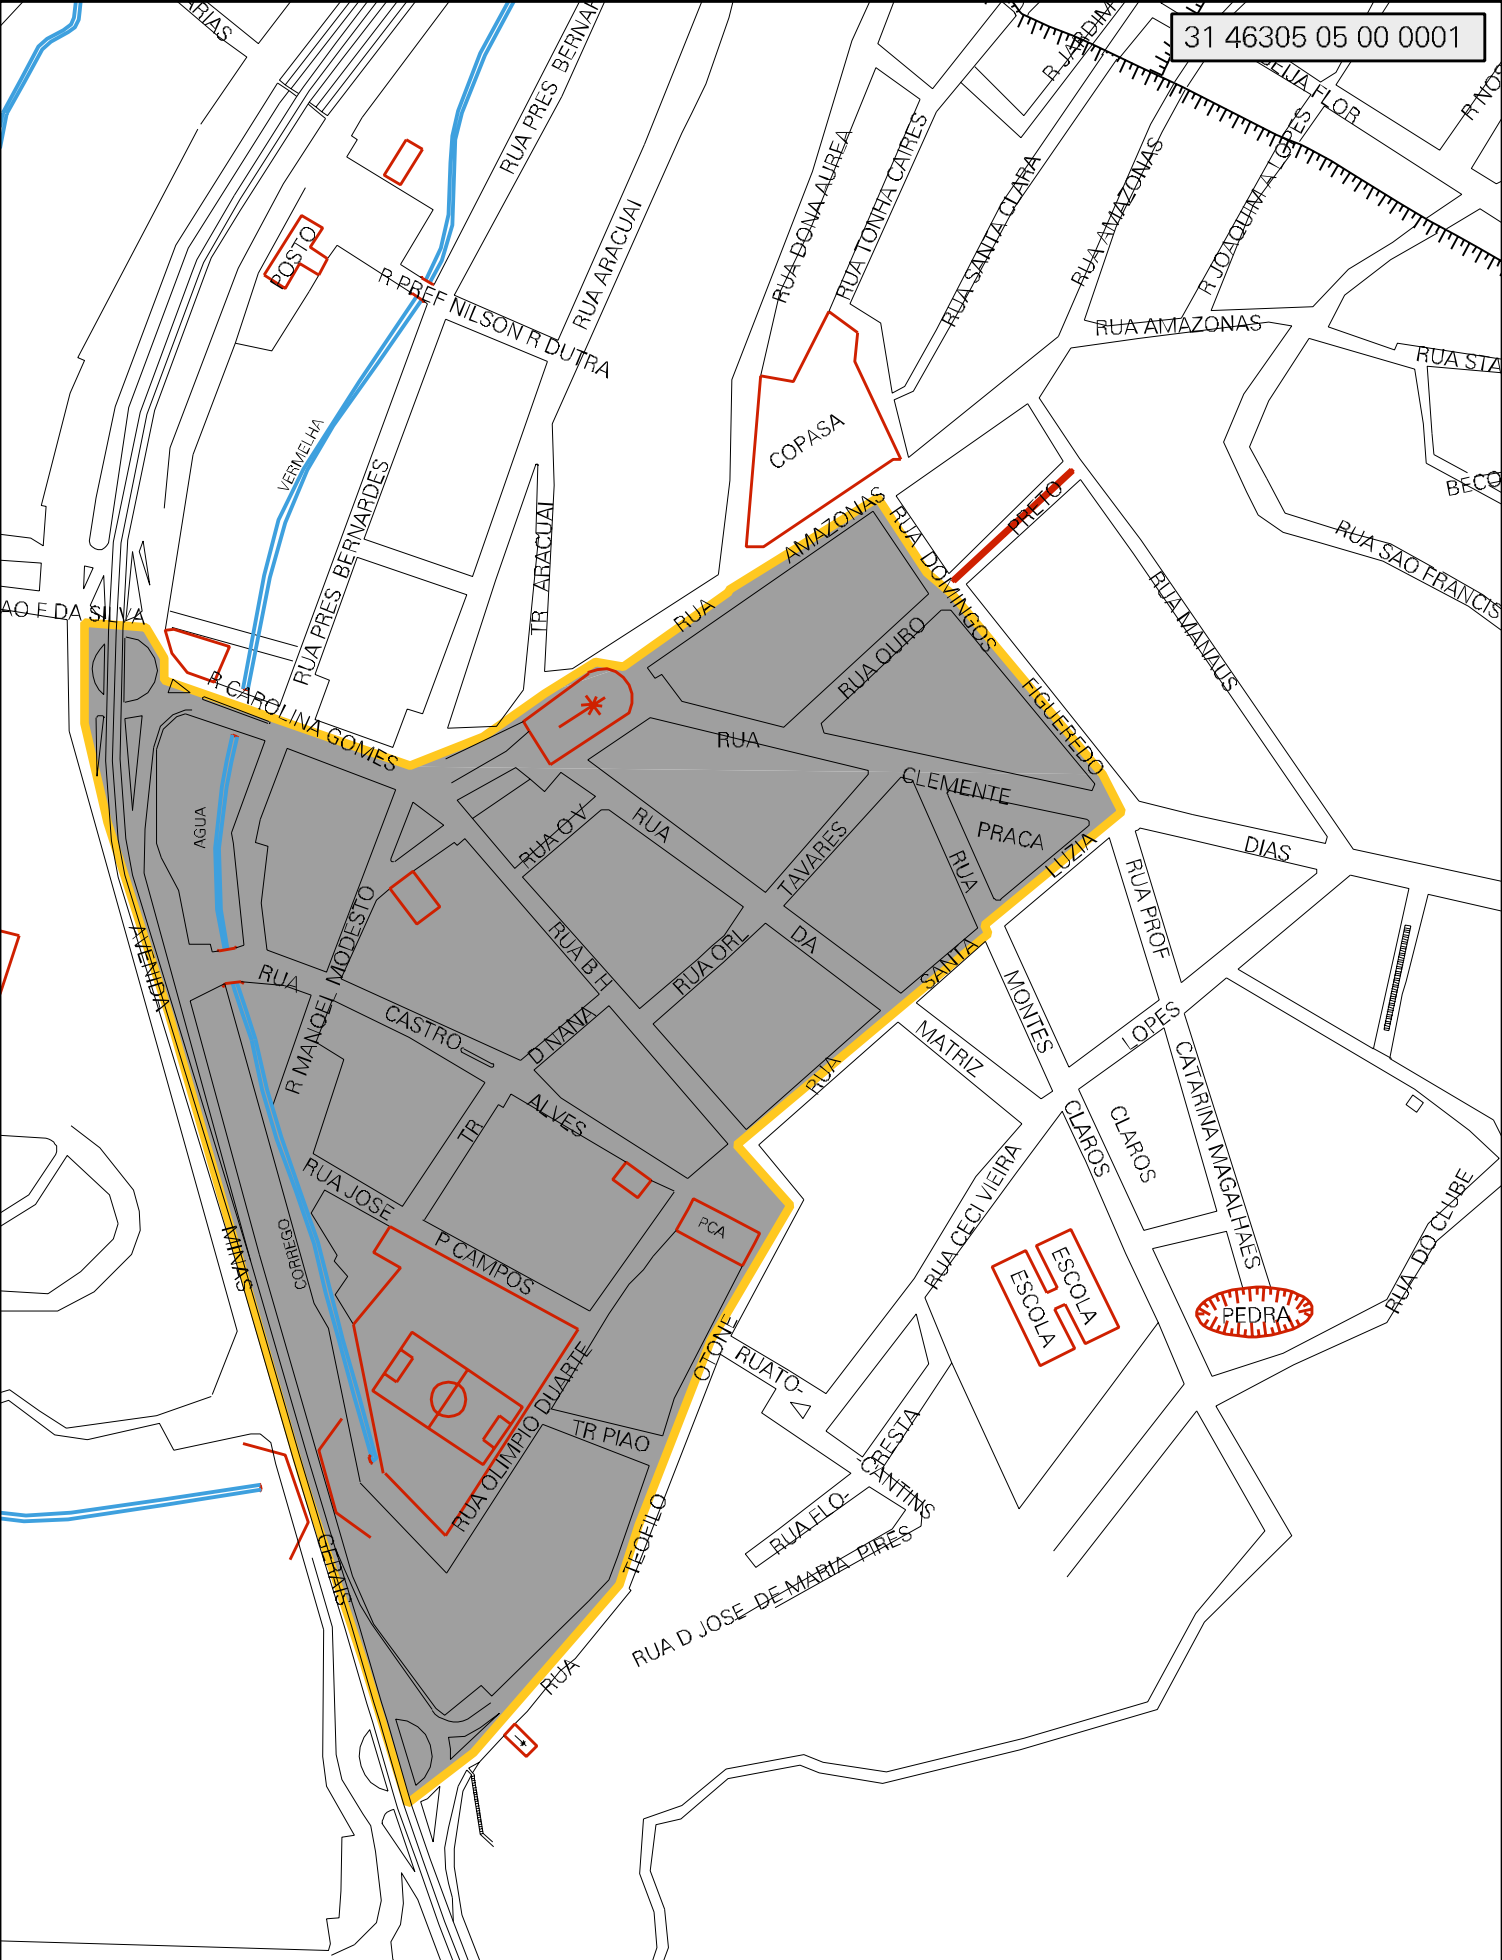 31 46305 05 00 0001
R JARDIM
BEIJA FLOR
RUA PRES BERNAR
RUA ARACUAI
RUA DONA AUREA
RUA TONHA CAIRES
RUA SANTA CLARA
RUA AMAZONAS
R JOAQUIM A LOPES
POSTO
R PREF NILSON R DUTRA
RUA AMAZONAS
RUA STA
VERMELHA
COPASA
BECO
RUA PRES BERNARDES
TR ARACUAI
RUA AMAZONAS
PRETO
RUA SAO FRANCIS
RUA MANAUS
AO F DA SILVA
RUA DOMINGOS FIGUEREDO
RUA OURO
R CAROLINA GOMES
RUA CLEMENTE DIAS
PRACA
AGUA
RUA O V
RUA DA MATRIZ
TAVARES
RUA MONTES CLAROS
RUA PROF CATARINA MAGALHAES
RUA SANTA LUZIA
AVENIDA MINAS GERAIS
R MANOEL MODESTO
RUA CASTRO ALVES
RUA B H
RUA ORL
D NANA
LOPES
CLAROS
TR
RUA JOSE P CAMPOS
PCA
CORREGO
RUA CECI VIEIRA
ESCOLA
ESCOLA
PEDRA
RUA DO CLUBE
RUA TEOFILO OTONE
RUATO-
CANTINS
RUA OLIMPIO DUARTE
TR PIAO
RUA FLO-
RESTA
RUA D JOSE DE MARIA PIRES